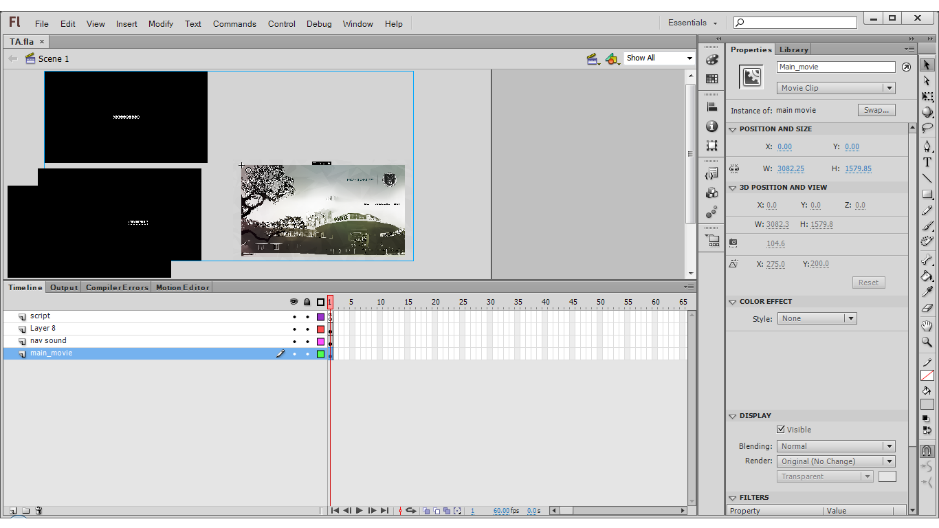 Fl File Edit View Insert Modify Text Commands Control Debug Window Help Essentials
TA.fla ×
Scene 1 Show All
Properties Library
Main_movie
Movie Clip
Instance of: main movie Swap...
POSITION AND SIZE
X: 0.00 Y: 0.00
W: 3082.25 H: 1579.85
3D POSITION AND VIEW
X: 0.0 Y: 0.0 Z: 0.0
W: 3082.3 H: 1579.8
104.6
X: 275.0 Y: 200.0
Reset
COLOR EFFECT
Style: None
DISPLAY
Visible
Blending: Normal
Render: Original (No Change)
Transparent
FILTERS
Property Value
Timeline Output Compiler Errors Motion Editor
1 5 10 15 20 25 30 35 40 45 50 55 60 65
script
Layer 8
nav sound
main_movie
1 60.00 fps 0.0 s